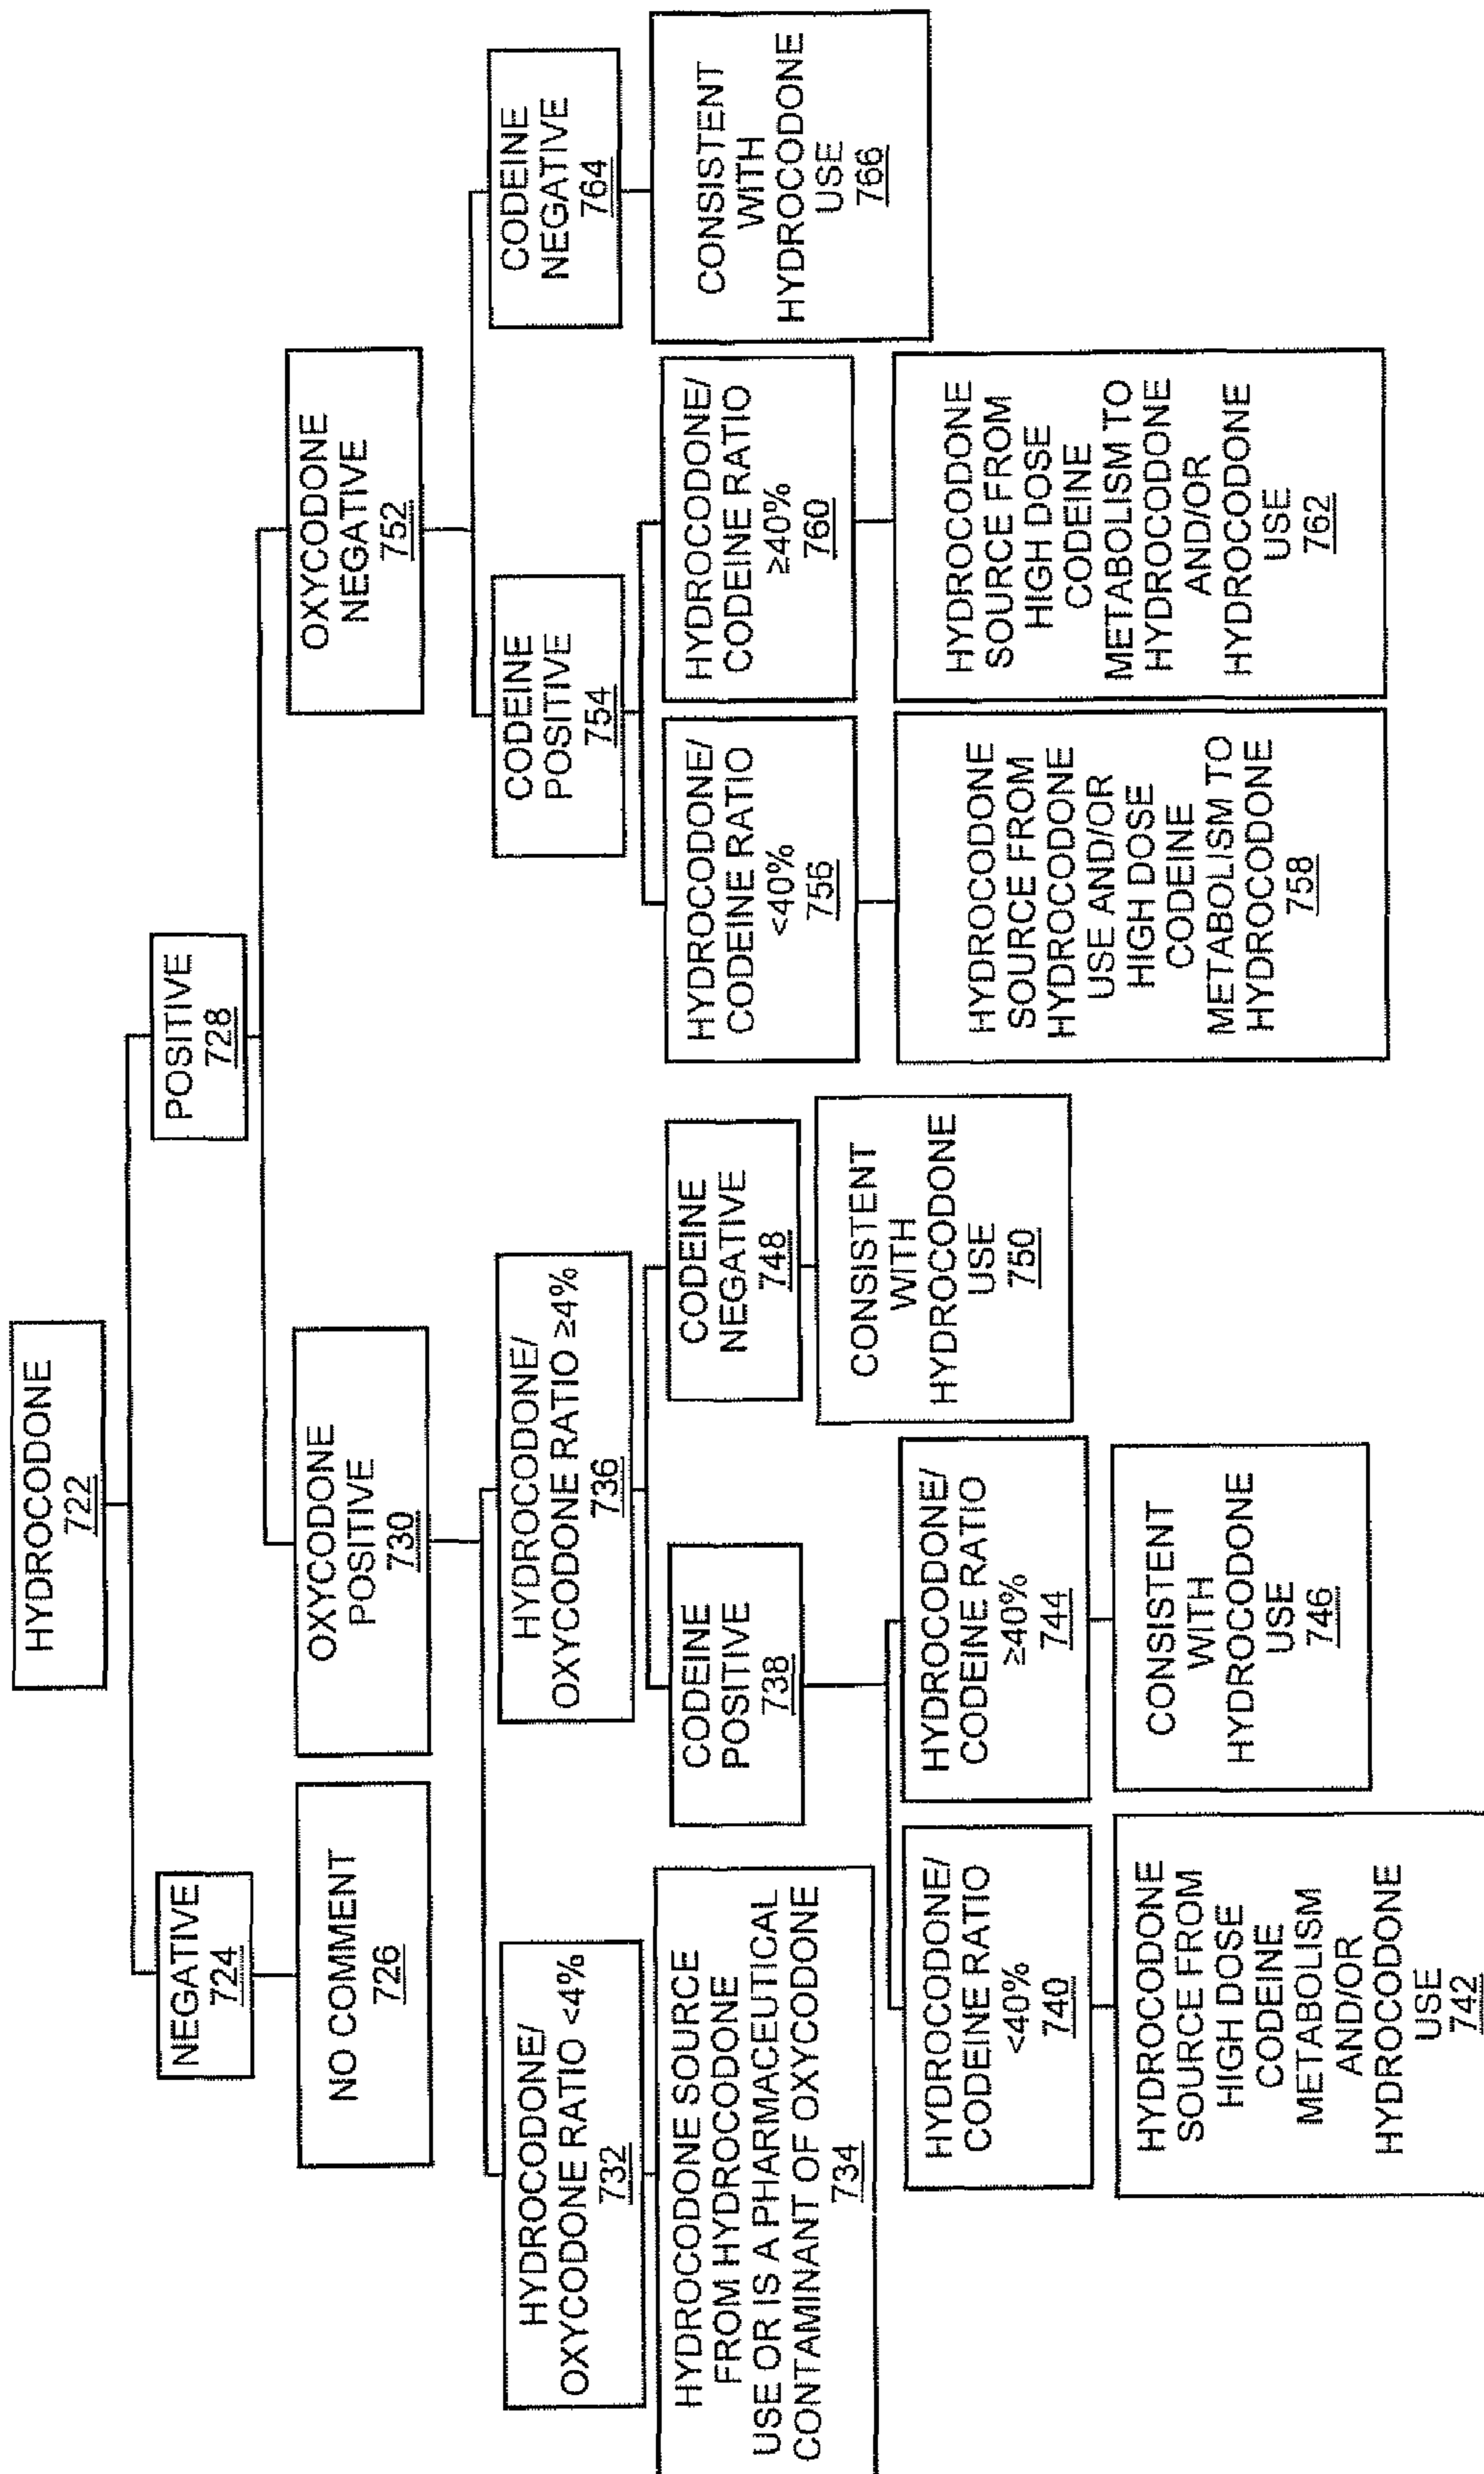 HYDROCODONE
722
NEGATIVE
724
POSITIVE
728
NO COMMENT
726
OXYCODONE
POSITIVE
730
OXYCODONE
NEGATIVE
752
HYDROCODONE/
OXYCODONE RATIO <4%
732
HYDROCODONE/
OXYCODONE RATIO ≥4%
736
CODEINE
POSITIVE
754
CODEINE
NEGATIVE
764
HYDROCODONE SOURCE
FROM HYDROCODONE
USE OR IS A PHARMACEUTICAL
CONTAMINANT OF OXYCODONE
734
CODEINE
POSITIVE
738
CODEINE
NEGATIVE
748
HYDROCODONE/
CODEINE RATIO
<40%
756
HYDROCODONE/
CODEINE RATIO
≥40%
760
CONSISTENT
WITH
HYDROCODONE
USE
766
CONSISTENT
WITH
HYDROCODONE
USE
750
HYDROCODONE/
CODEINE RATIO
<40%
740
HYDROCODONE/
CODEINE RATIO
≥40%
744
HYDROCODONE
SOURCE FROM
HYDROCODONE
USE AND/OR
HIGH DOSE
CODEINE
METABOLISM TO
HYDROCODONE
758
HYDROCODONE
SOURCE FROM
HIGH DOSE
CODEINE
METABOLISM TO
HYDROCODONE
AND/OR
HYDROCODONE
USE
762
HYDROCODONE
SOURCE FROM
HIGH DOSE
CODEINE
METABOLISM
AND/OR
HYDROCODONE
USE
742
CONSISTENT
WITH
HYDROCODONE
USE
746